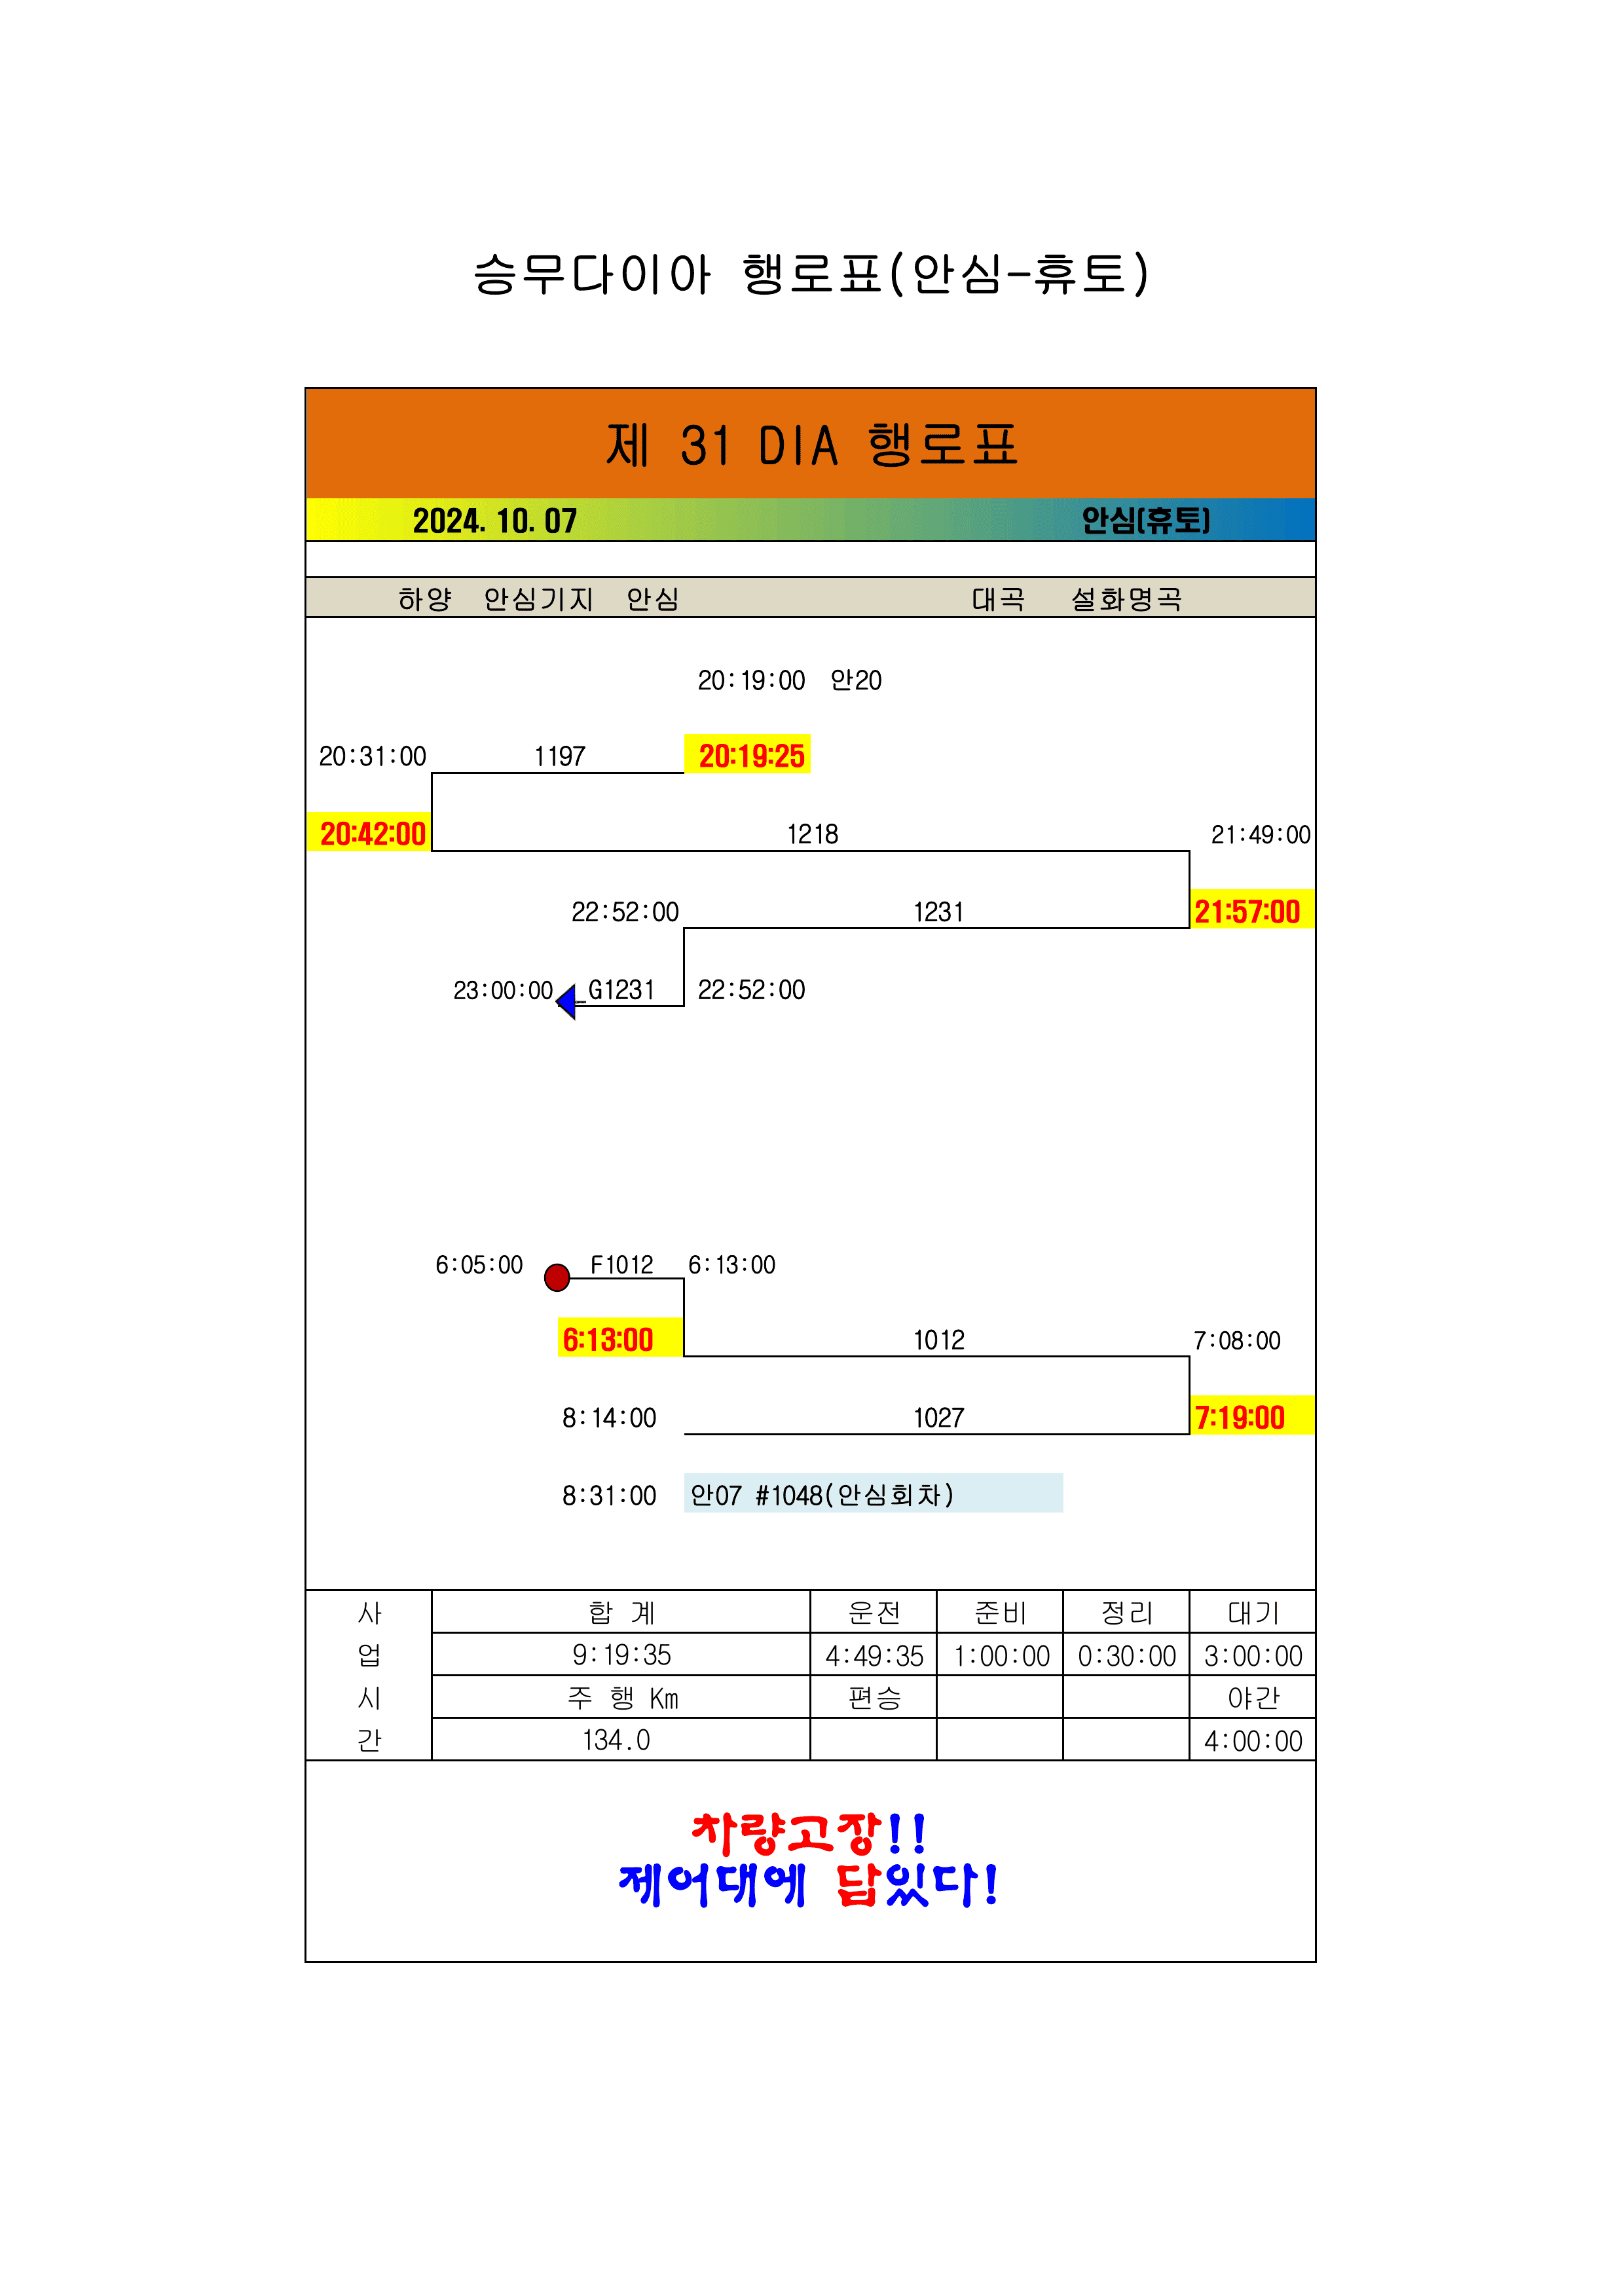 승무다이아 행로표(안심-휴토)
제 31 DIA 행로표
2024. 10. 07 안심(휴토)
하양 안심기지 안심 대곡 설화명곡
20:19:00 안20
20:31:00 1197 20:19:25
20:42:00 1218 21:49:00
22:52:00 1231 21:57:00
23:00:00 G1231 22:52:00
6:05:00 F1012 6:13:00
6:13:00 1012 7:08:00
8:14:00 1027 7:19:00
8:31:00 안07 #1048(안심회차)
사 합 계 운전 준비 정리 대기
업 9:19:35 4:49:35 1:00:00 0:30:00 3:00:00
시 주 행 Km 편승 야간
간 134.0 4:00:00
차량고장!!
제어대에 답있다!